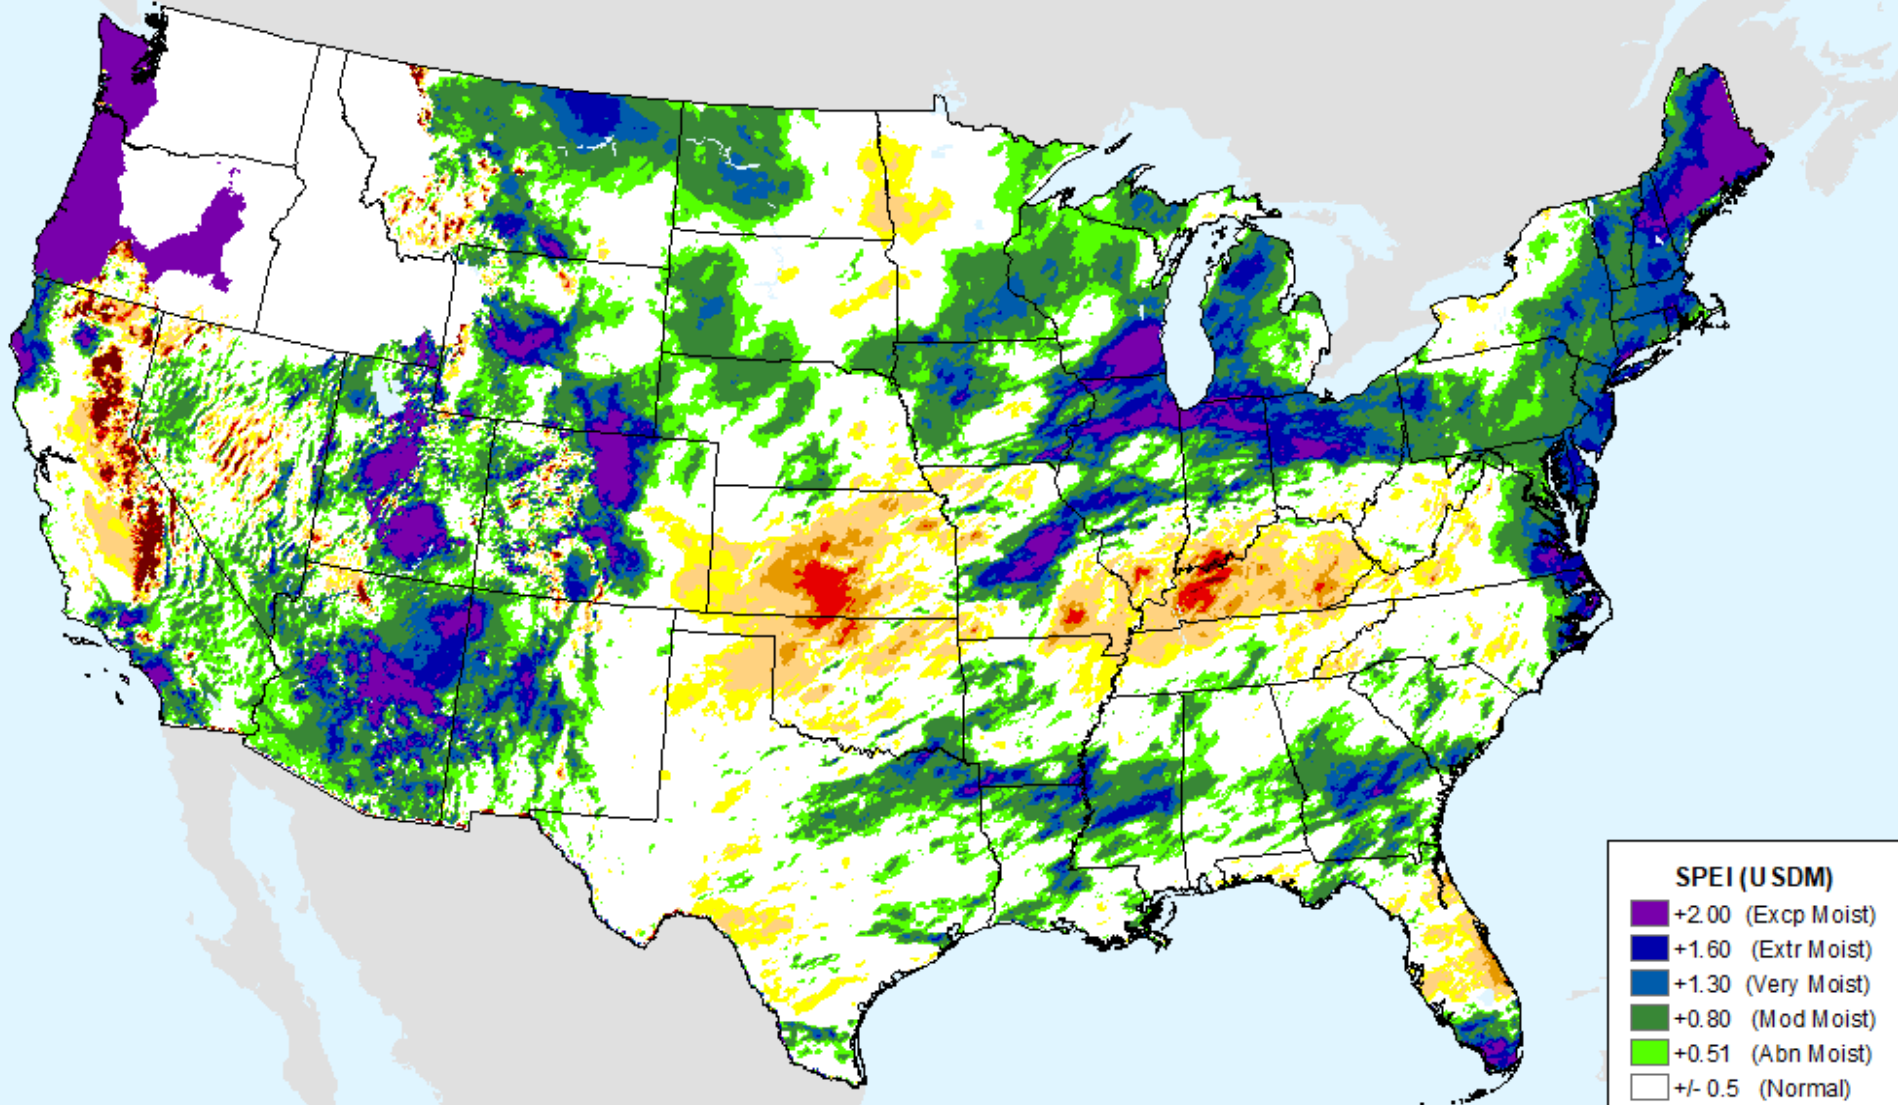 SPEI (USDM)
+2.00 (Excp Moist)
+1.60 (Extr Moist)
+1.30 (Very Moist)
+0.80 (Mod Moist)
+0.51 (Abn Moist)
+/- 0.5 (Normal)